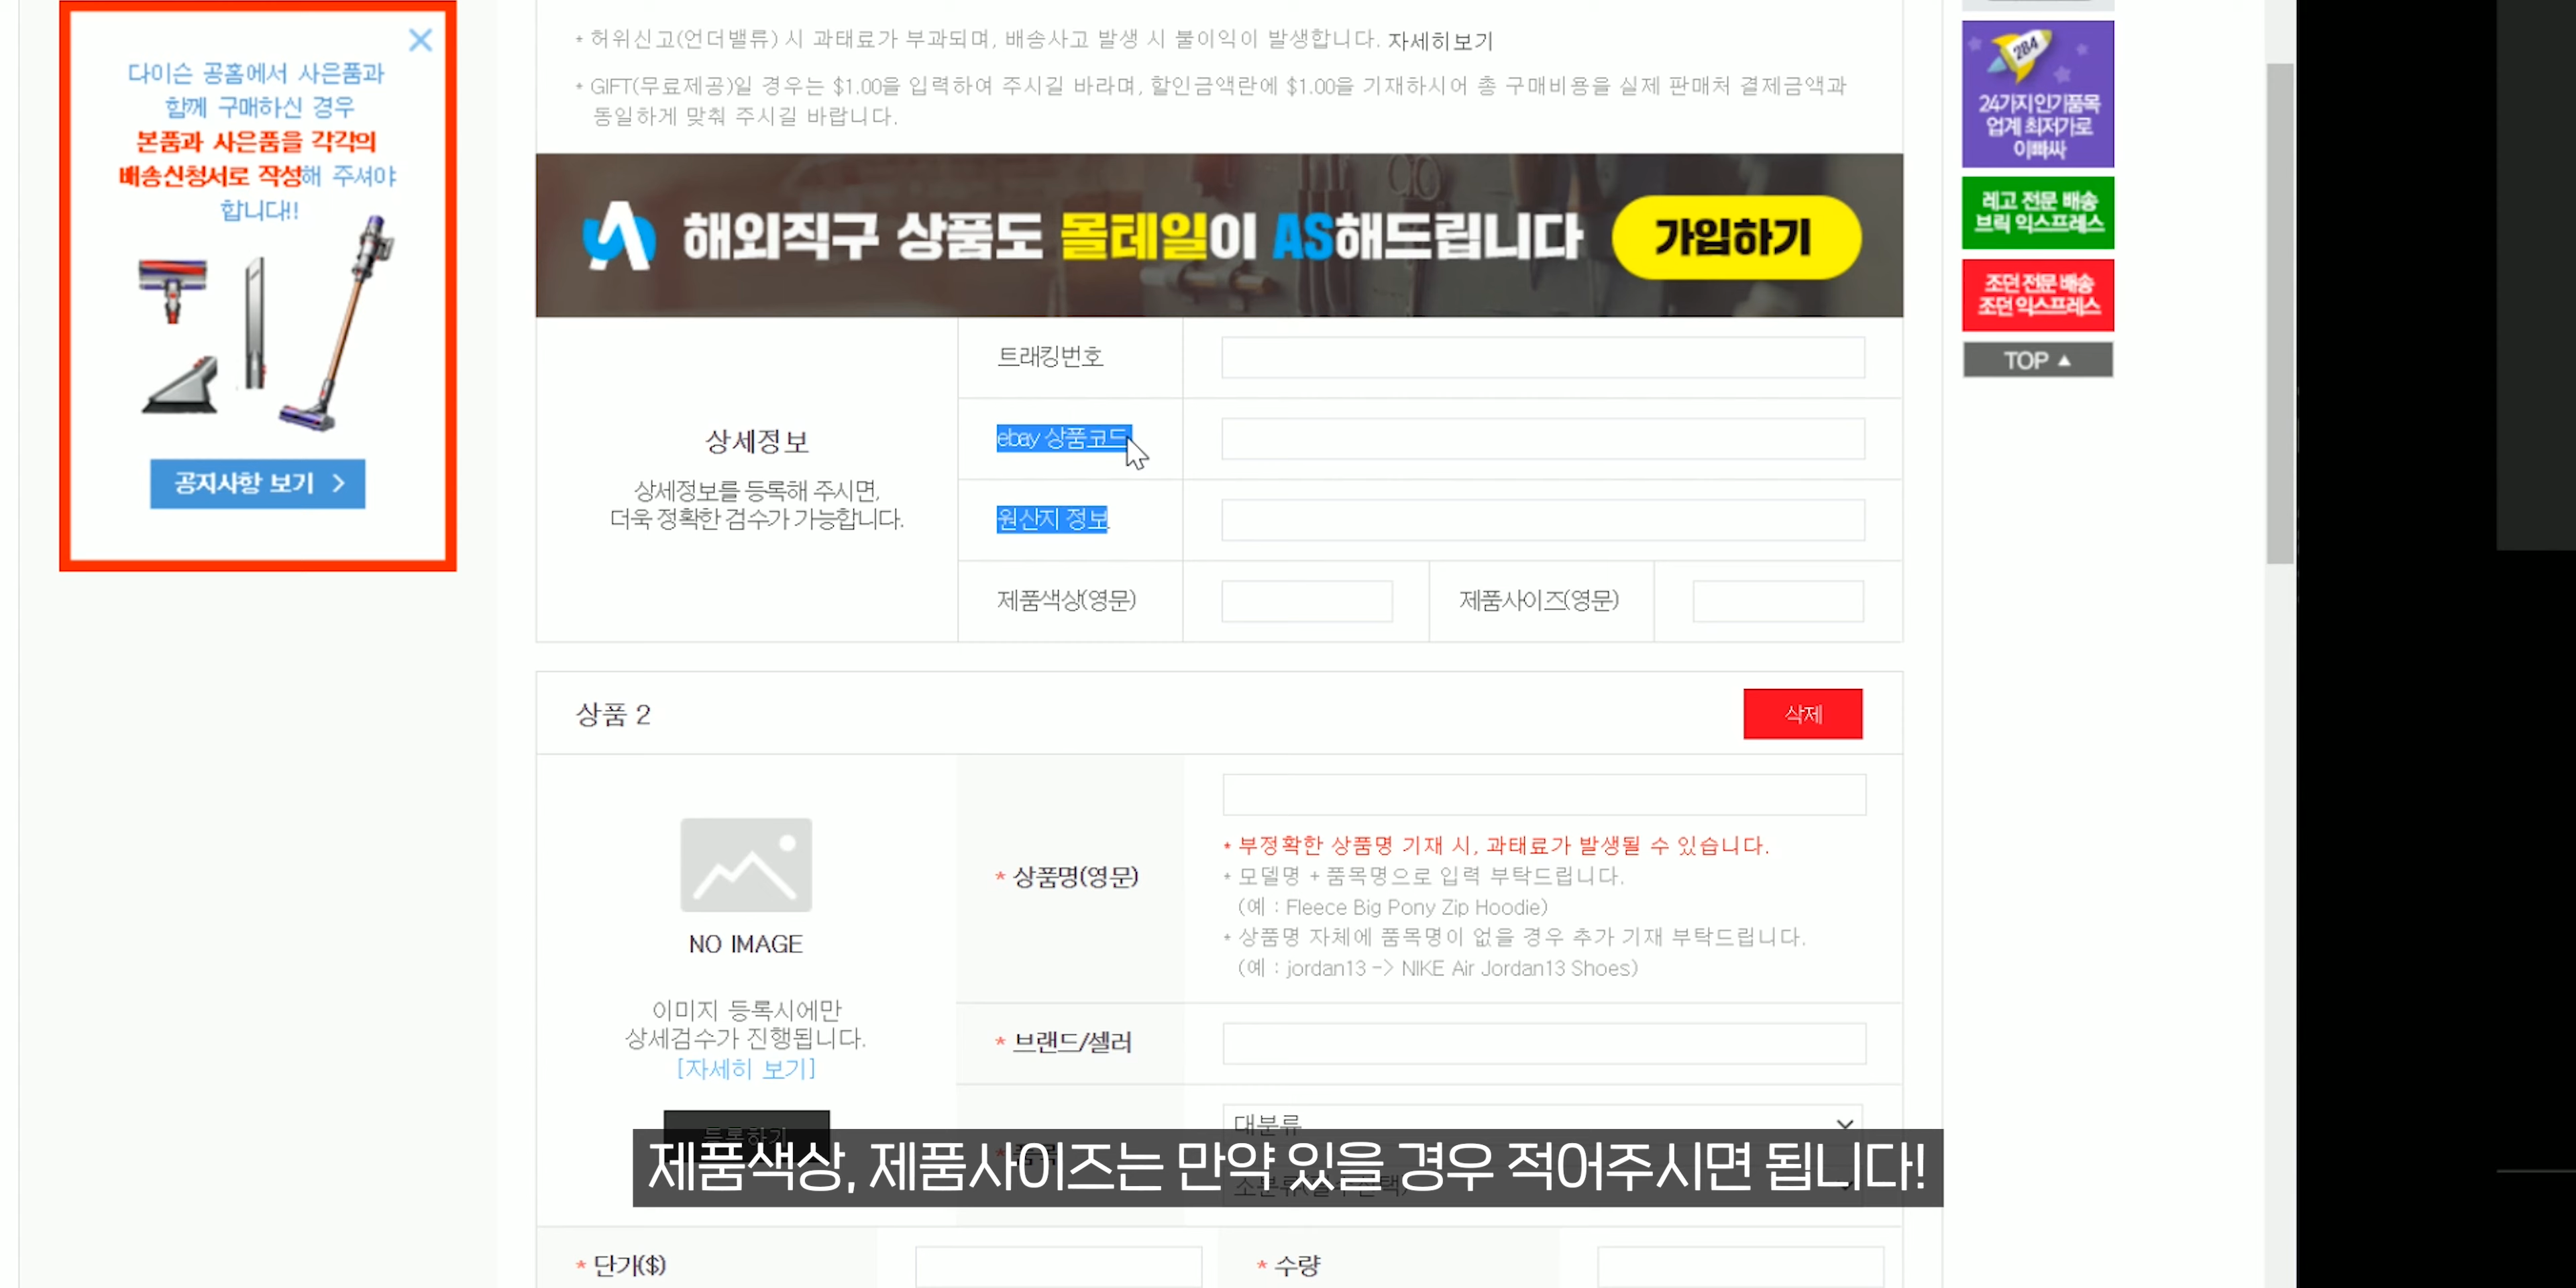 * 허위신고(언더밸류) 시 과태료가 부과되며, 배송사고 발생 시 불이익이 발생합니다. 자세히보기
* GIFT(무료제공)일 경우는 $1.00을 입력하여 주시길 바라며, 할인금액란에 $1.00을 기재하시어 총 구매비용을 실제 판매처 결제금액과
동일하게 맞춰 주시길 바랍니다.
다이슨 공홈에서 사은품과
함께 구매하신 경우
본품과 사은품을 각각의
배송신청서로 작성해 주셔야
합니다!!
공지사항 보기 >
해외직구 상품도 몰테일이 AS해드립니다
가입하기
284
24가지 인기품목
업계 최저가로
이빠싸
레고 전문 배송
브릭 익스프레스
조던 전문 배송
조던 익스프레스
TOP ▲
상세정보
상세정보를 등록해 주시면,
더욱 정확한 검수가 가능합니다.
트래킹번호
ebay 상품코드
원산지 정보
제품색상(영문)
제품사이즈(영문)
상품 2
삭제
NO IMAGE
이미지 등록시에만
상세검수가 진행됩니다.
[자세히 보기]
등록하기
* 상품명(영문)
* 부정확한 상품명 기재 시, 과태료가 발생될 수 있습니다.
* 모델명 + 품목명으로 입력 부탁드립니다.
(예 : Fleece Big Pony Zip Hoodie)
* 상품명 자체에 품목명이 없을 경우 추가 기재 부탁드립니다.
(예 : jordan13 -> NIKE Air Jordan13 Shoes)
* 브랜드/셀러
대분류
제품색상, 제품사이즈는 만약 있을 경우 적어주시면 됩니다!
* 단가($)
* 수량